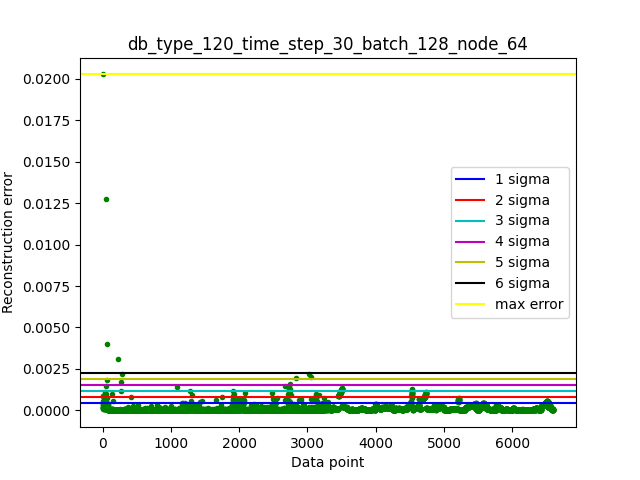 db_type_120_time_step_30_batch_128_node_64
0.0200
0.0175
0.0150
0.0125
0.0100
0.0075
0.0050
0.0025
0.0000
Reconstruction error
1 sigma
2 sigma
3 sigma
4 sigma
5 sigma
6 sigma
max error
0 1000 2000 3000 4000 5000 6000
Data point